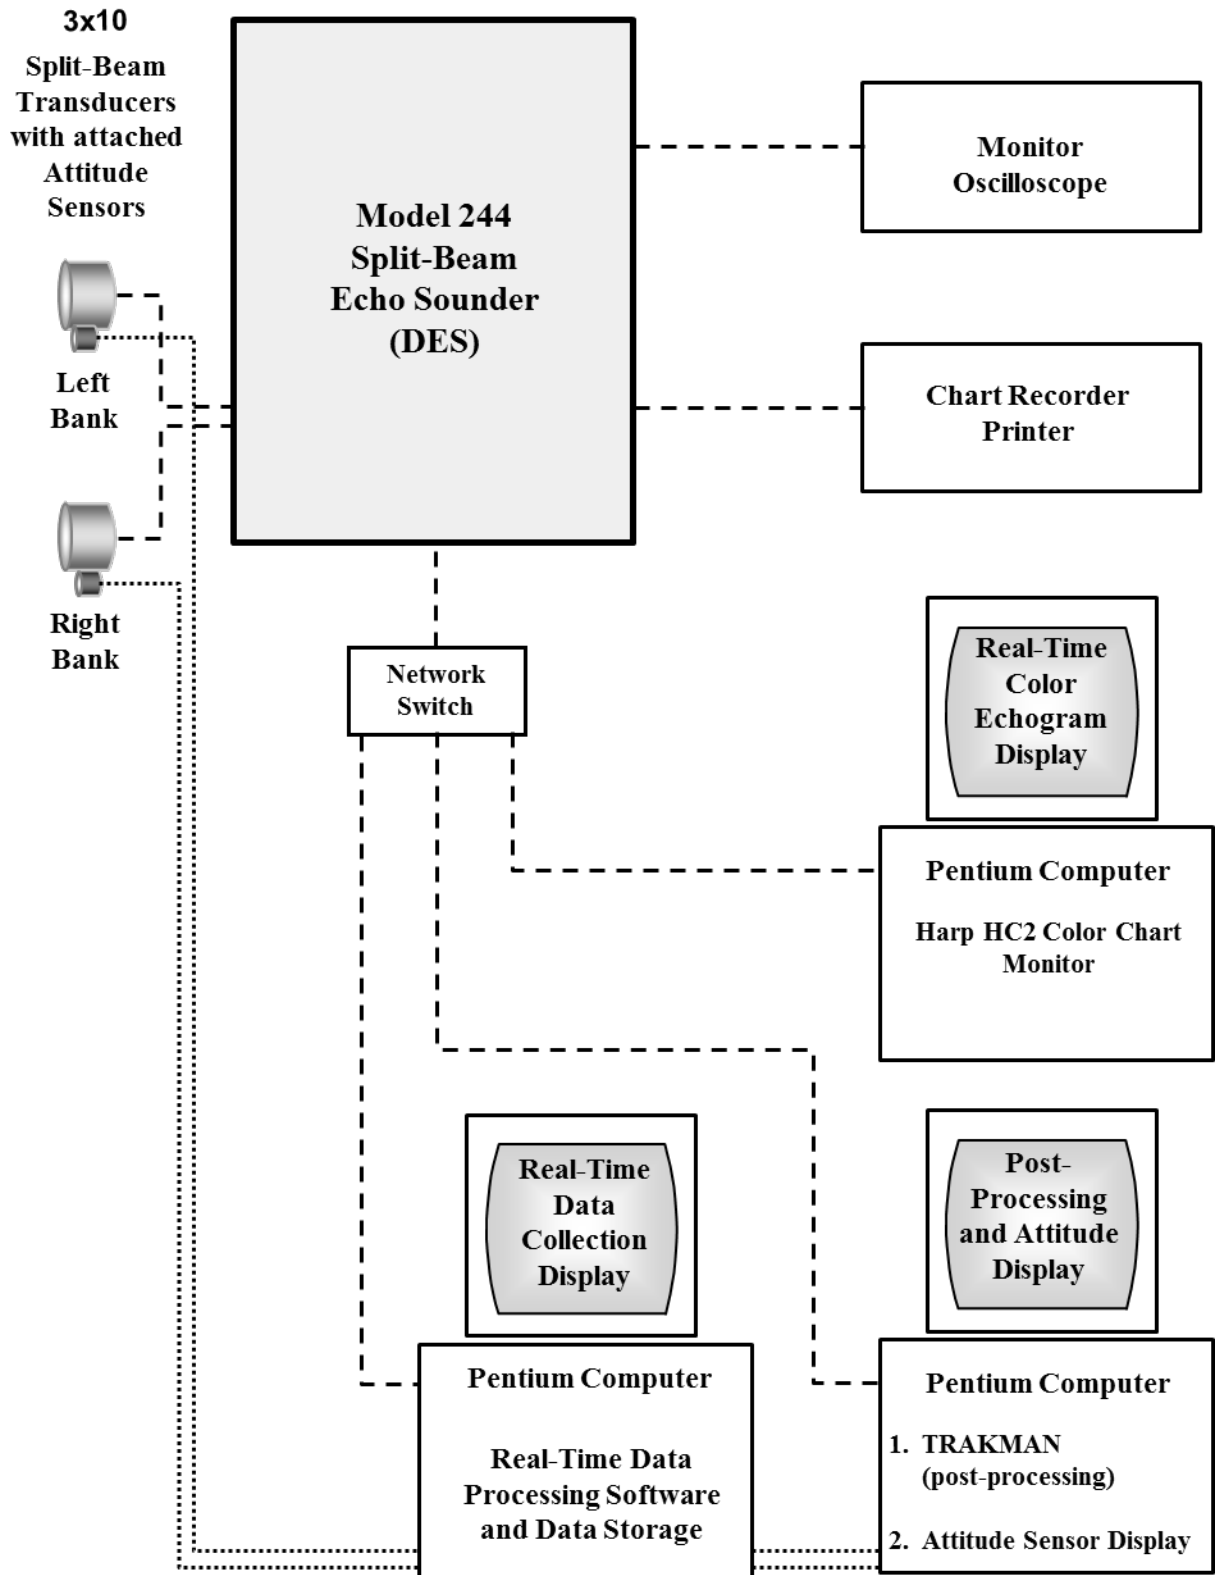 3x10
Split-Beam
Transducers
with attached
Attitude
Sensors
Left
Bank
Right
Bank
Model 244
Split-Beam
Echo Sounder
(DES)
Monitor
Oscilloscope
Chart Recorder
Printer
Network
Switch
Real-Time
Color
Echogram
Display
Pentium Computer
Harp HC2 Color Chart
Monitor
Real-Time
Data
Collection
Display
Pentium Computer
Real-Time Data
Processing Software
and Data Storage
Post-
Processing
and Attitude
Display
Pentium Computer
1. TRAKMAN
(post-processing)
2. Attitude Sensor Display